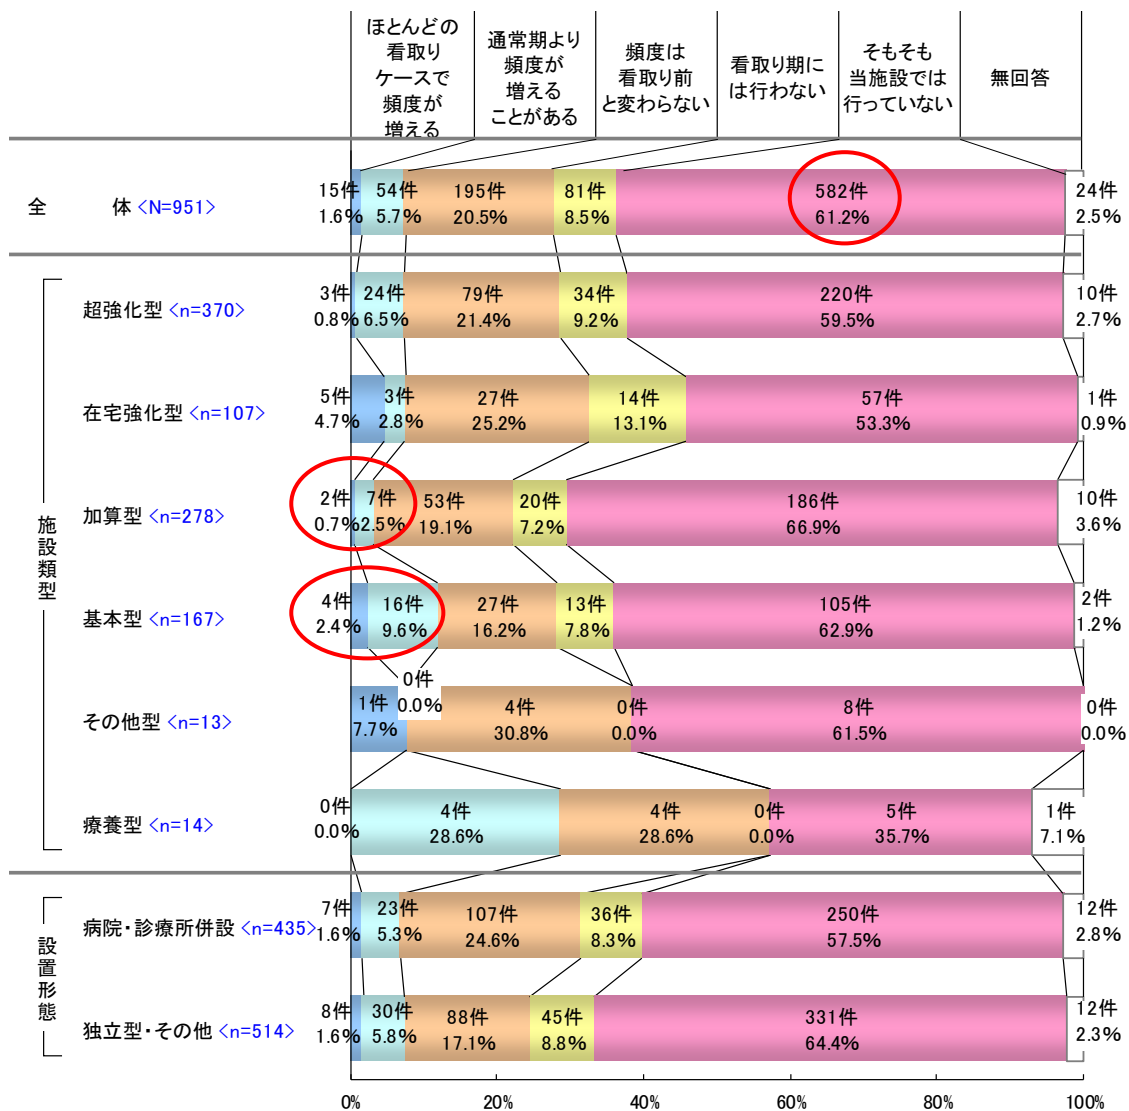 ほとんどの
看取り
ケースで
頻度が
増える
通常期より
頻度が
増える
ことがある
頻度は
看取り前
と変わらない
看取り期に
は行わない
そもそも
当施設では
行っていない
無回答
全 体 <N=951>
15件 54件 195件 81件 582件 24件
1.6% 5.7% 20.5% 8.5% 61.2% 2.5%
施設類型
超強化型 <n=370>
3件 24件 79件 34件 220件 10件
0.8% 6.5% 21.4% 9.2% 59.5% 2.7%
在宅強化型 <n=107>
5件 3件 27件 14件 57件 1件
4.7% 2.8% 25.2% 13.1% 53.3% 0.9%
加算型 <n=278>
2件 7件 53件 20件 186件 10件
0.7% 2.5% 19.1% 7.2% 66.9% 3.6%
基本型 <n=167>
4件 16件 27件 13件 105件 2件
2.4% 9.6% 16.2% 7.8% 62.9% 1.2%
その他型 <n=13>
1件 0件 4件 0件 8件 0件
7.7% 0.0% 30.8% 0.0% 61.5% 0.0%
療養型 <n=14>
0件 4件 4件 0件 5件 1件
0.0% 28.6% 28.6% 0.0% 35.7% 7.1%
設置形態
病院・診療所併設 <n=435>
7件 23件 107件 36件 250件 12件
1.6% 5.3% 24.6% 8.3% 57.5% 2.8%
独立型・その他 <n=514>
8件 30件 88件 45件 331件 12件
1.6% 5.8% 17.1% 8.8% 64.4% 2.3%
0% 20% 40% 60% 80% 100%